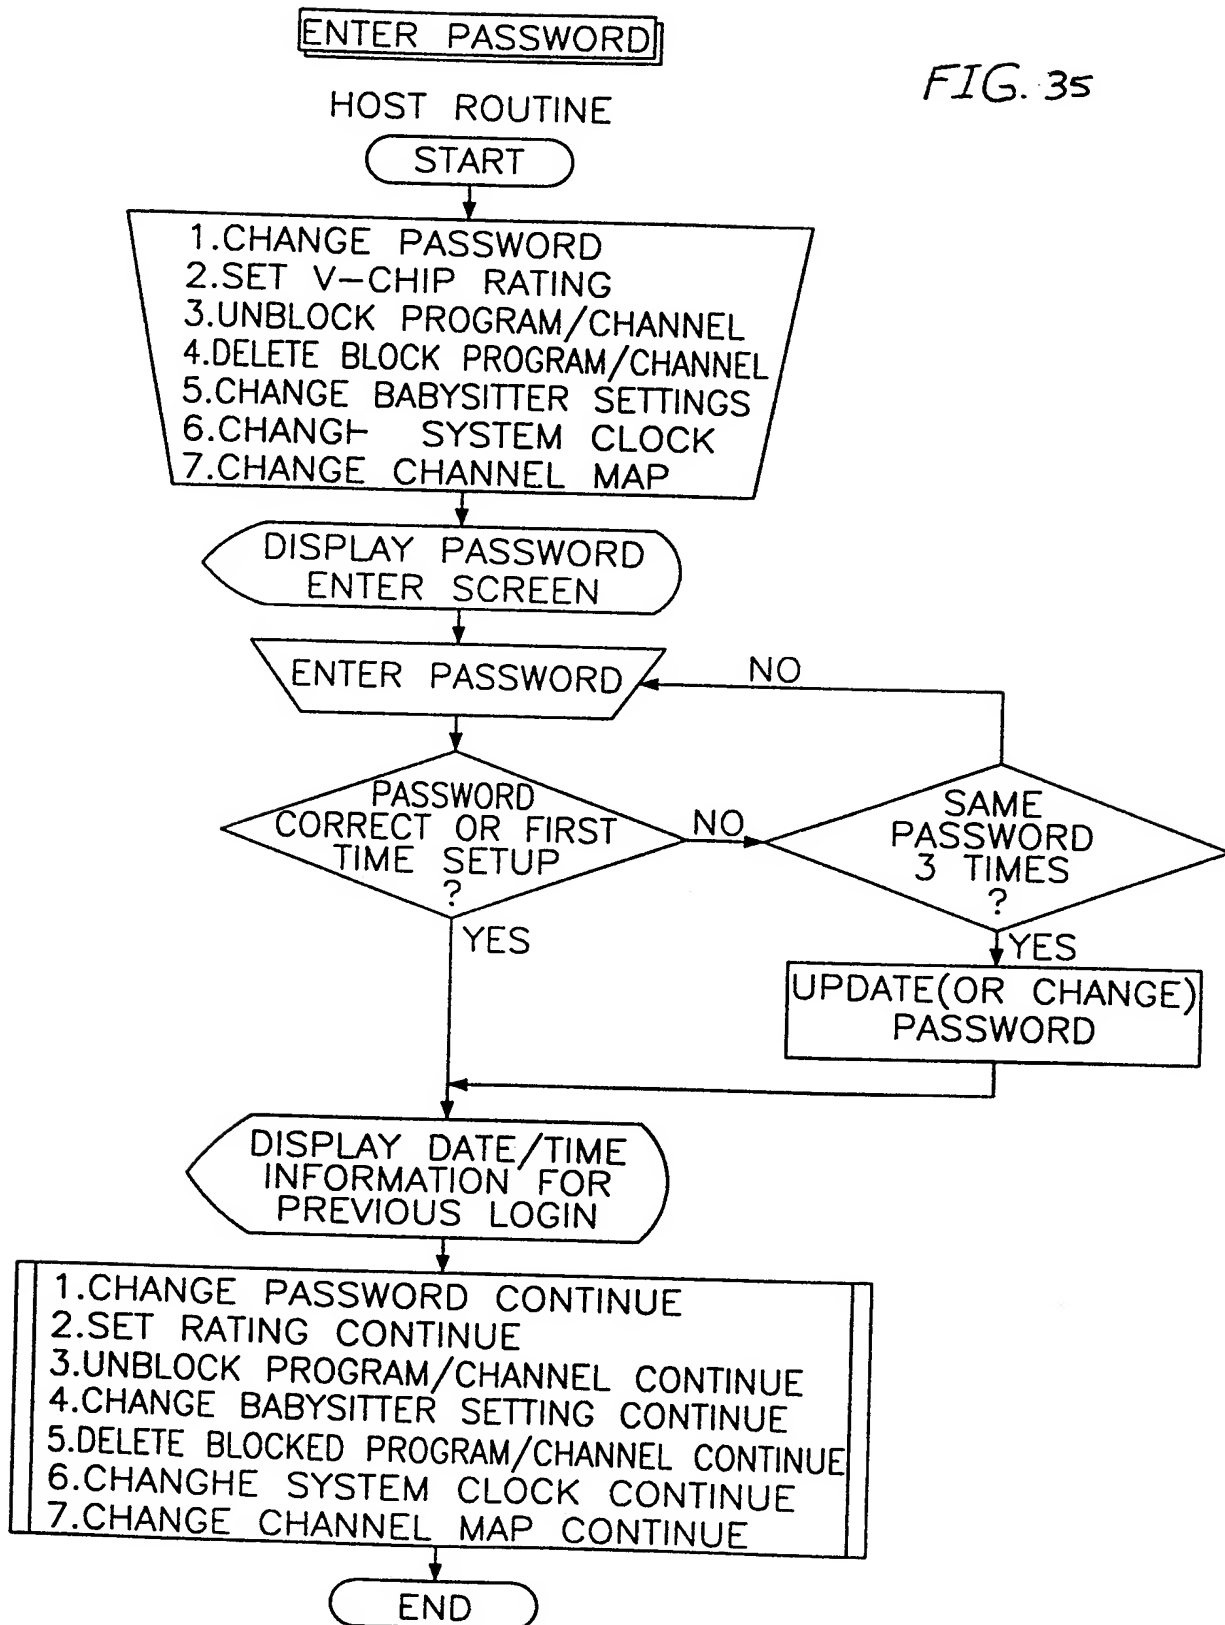 ENTER PASSWORD
FIG. 35
HOST ROUTINE
START
1.CHANGE PASSWORD
2.SET V-CHIP RATING
3.UNBLOCK PROGRAM/CHANNEL
4.DELETE BLOCK PROGRAM/CHANNEL
5.CHANGE BABYSITTER SETTINGS
6.CHANGE SYSTEM CLOCK
7.CHANGE CHANNEL MAP
DISPLAY PASSWORD
ENTER SCREEN
ENTER PASSWORD
NO
PASSWORD
CORRECT OR FIRST
TIME SETUP
?
NO
SAME
PASSWORD
3 TIMES
?
YES
YES
UPDATE(OR CHANGE)
PASSWORD
DISPLAY DATE/TIME
INFORMATION FOR
PREVIOUS LOGIN
1.CHANGE PASSWORD CONTINUE
2.SET RATING CONTINUE
3.UNBLOCK PROGRAM/CHANNEL CONTINUE
4.CHANGE BABYSITTER SETTING CONTINUE
5.DELETE BLOCKED PROGRAM/CHANNEL CONTINUE
6.CHANGHE SYSTEM CLOCK CONTINUE
7.CHANGE CHANNEL MAP CONTINUE
END